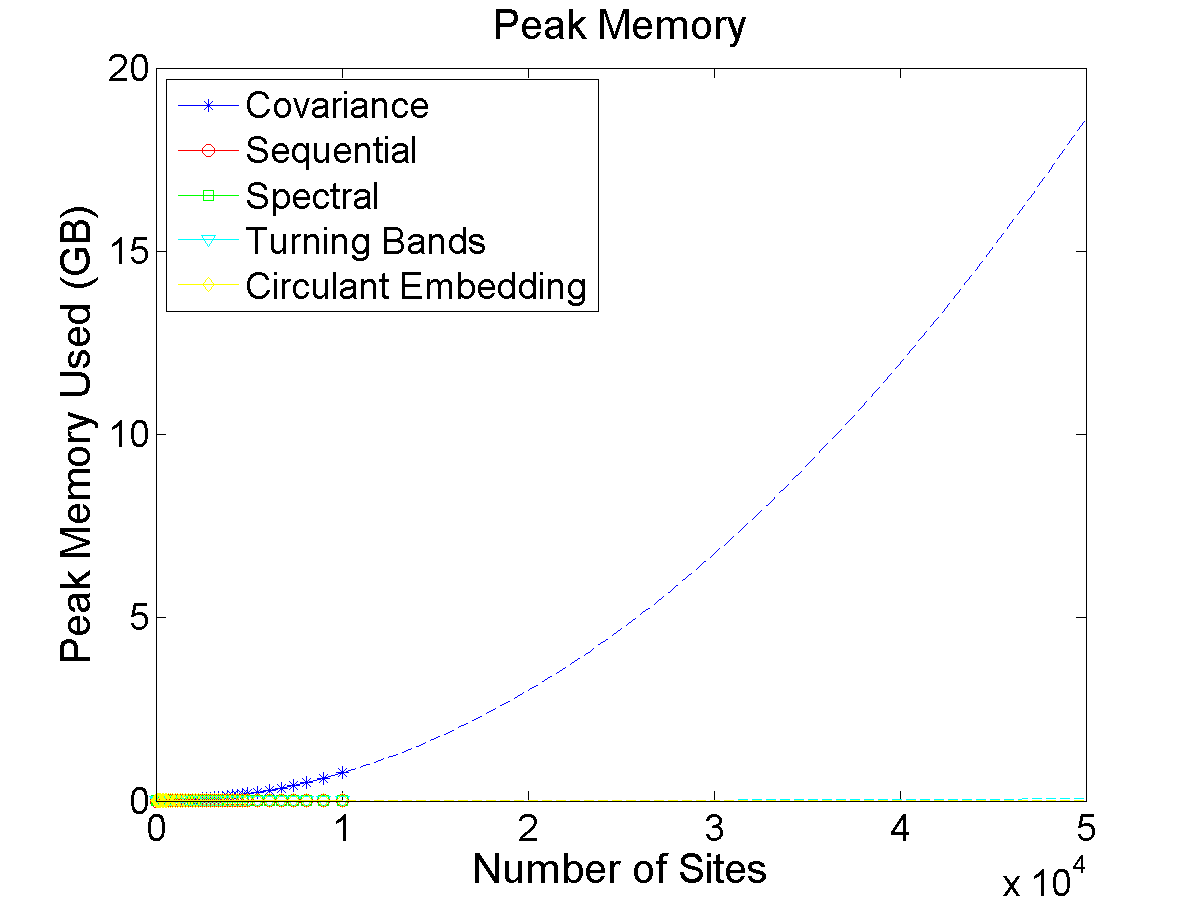 Peak Memory
20
15
10
5
0
Peak Memory Used (GB)
Covariance
Sequential
Spectral
Turning Bands
Circulant Embedding
0 1 2 3 4 5
Number of Sites
x 10^4